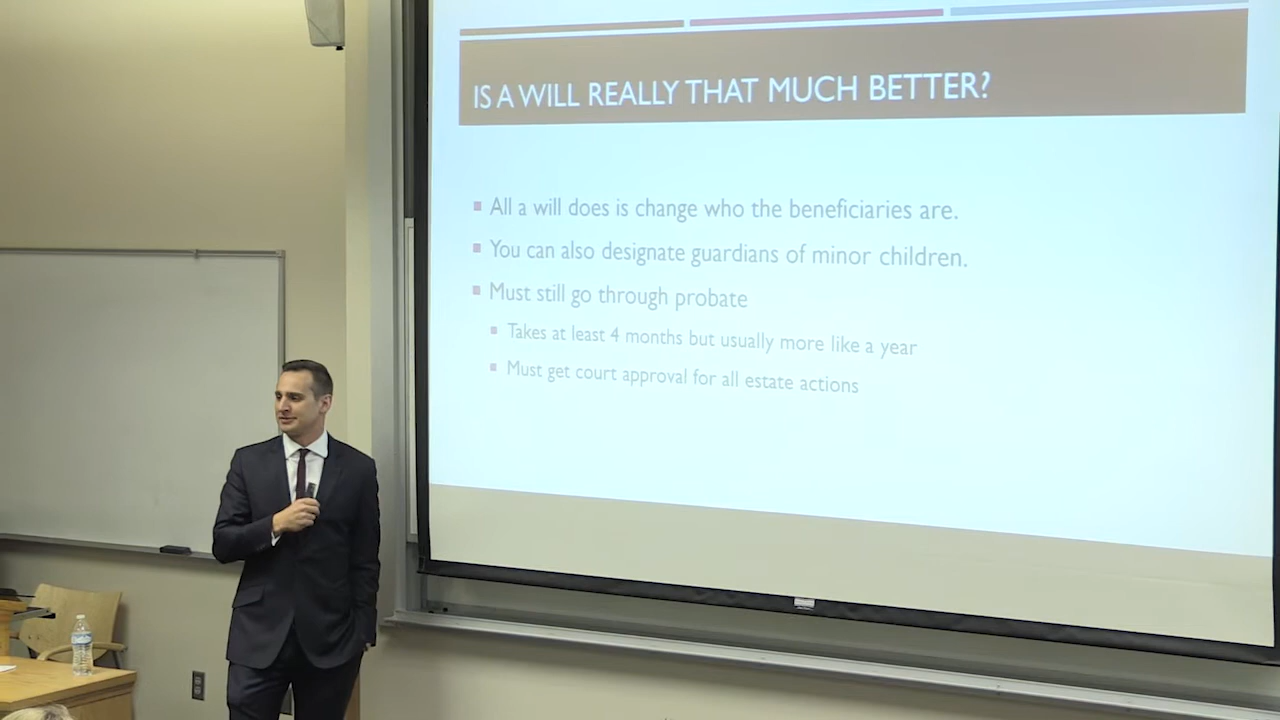 IS A WILL REALLY THAT MUCH BETTER?
All a will does is change who the beneficiaries are.
You can also designate guardians of minor children.
Must still go through probate
Takes at least 4 months but usually more like a year
Must get court approval for all estate actions